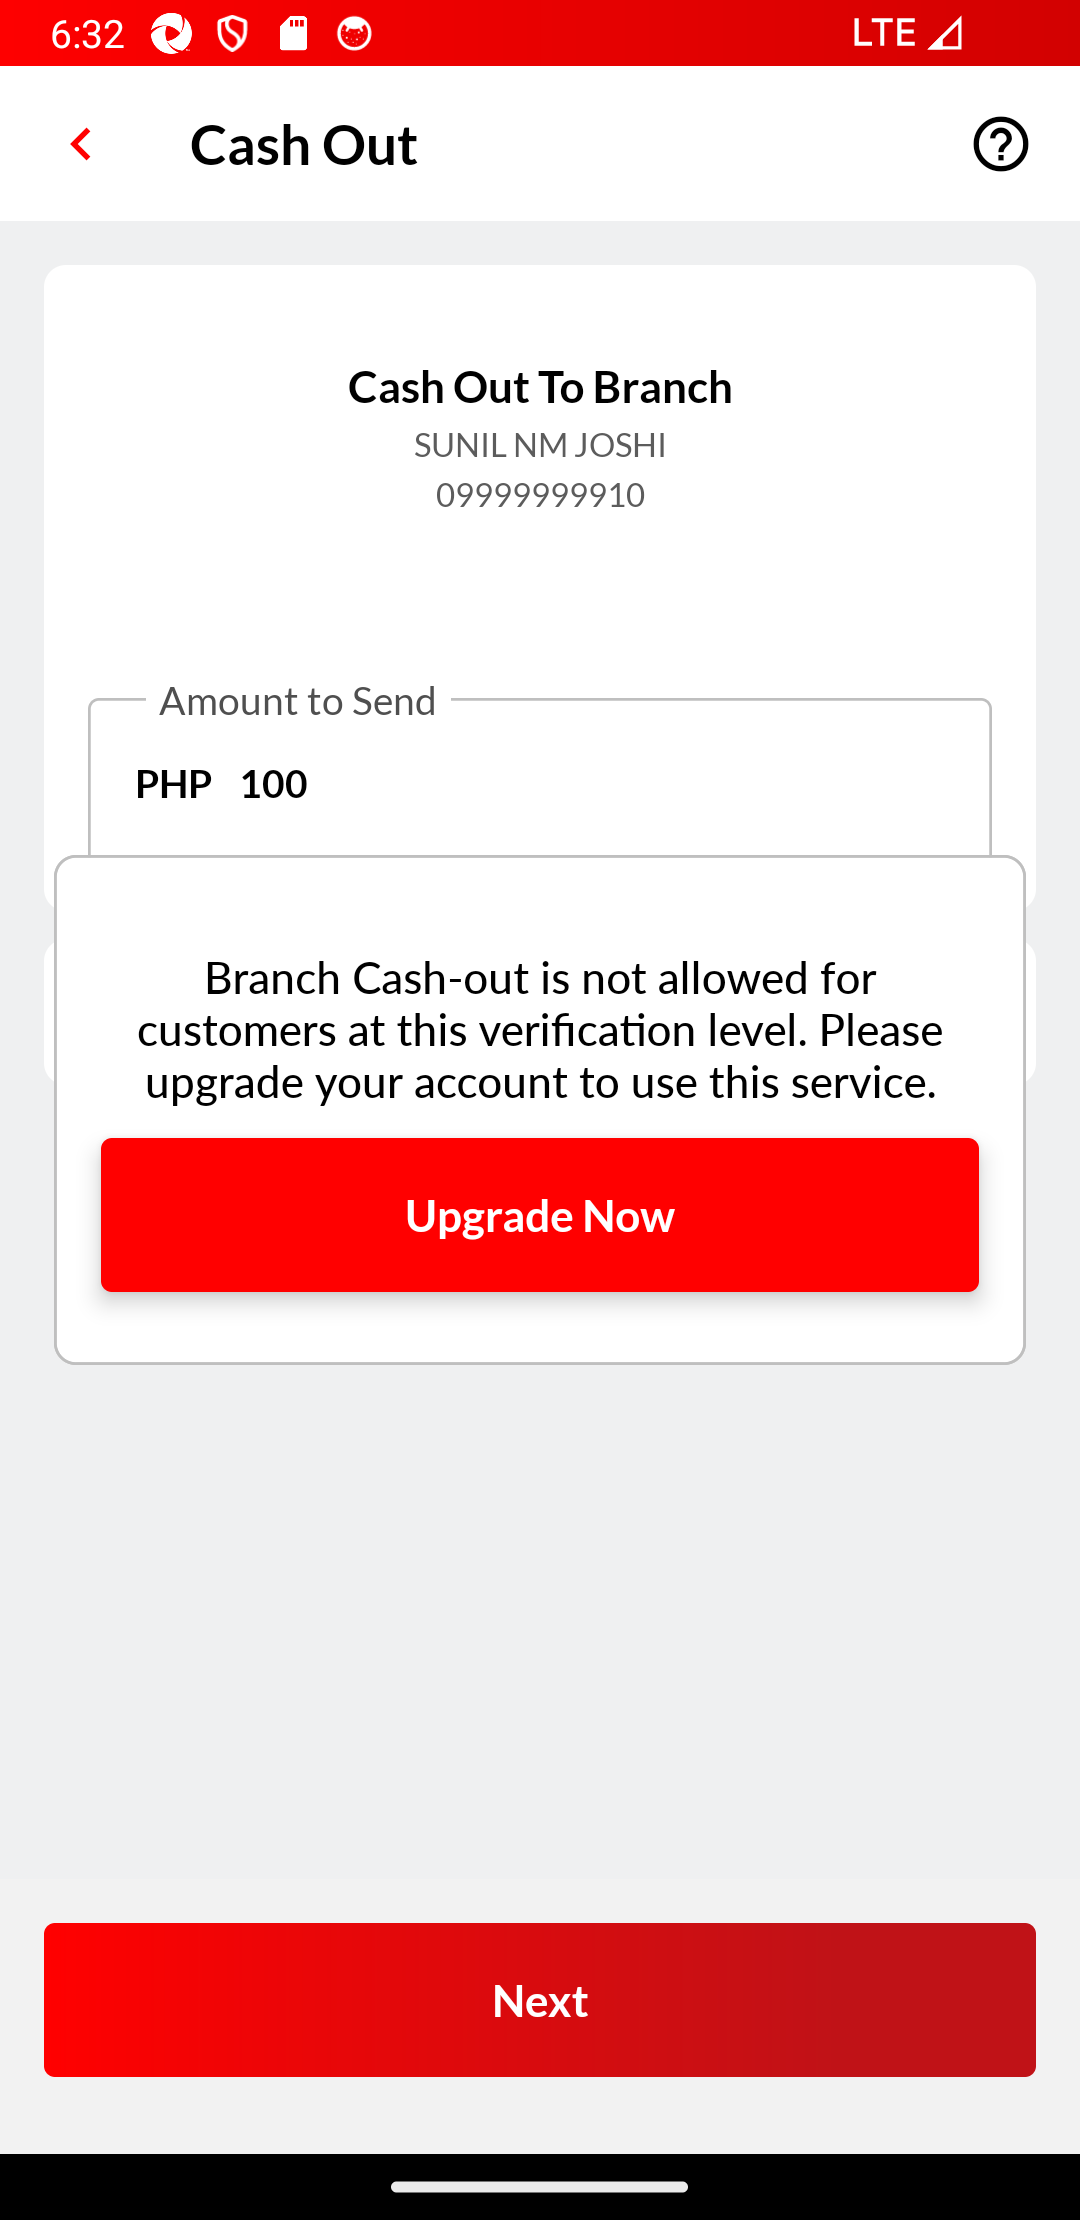 6:32
LTE
Cash Out
Cash Out To Branch
SUNIL NM JOSHI
09999999910
Amount to Send
PHP 100
Branch Cash-out is not allowed for
customers at this verification level. Please
upgrade your account to use this service.
Upgrade Now
Next